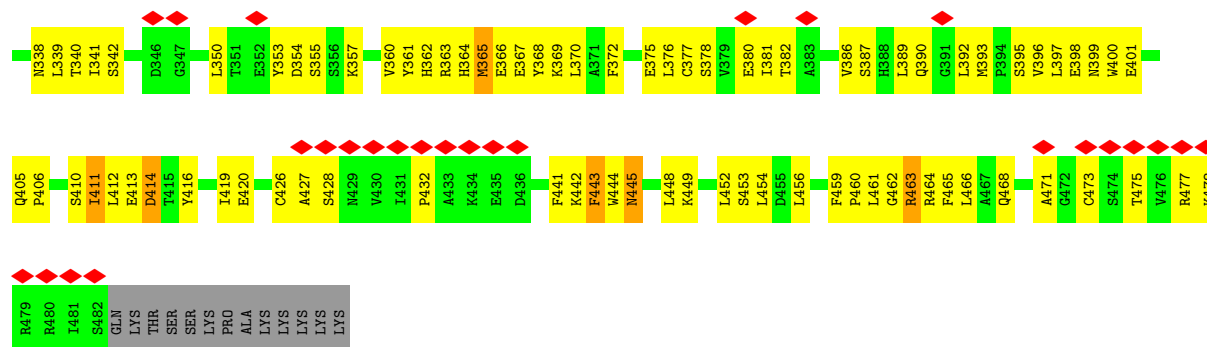 N338 L339 T340 I341 S342 D346 G347 L350 T351 E352 Y353 D354 S355 S356 K357 V360 Y361 H362 R363 H364 M365 E366 E367 Y368 K369 L370 A371 F372 E375 L376 C377 S378 V379 E380 I381 T382 A383 V386 S387 H388 L389 Q390 G391 L392 M393 P394 S395 V396 L397 E398 N399 W400 E401
Q405 P406 S410 I411 L412 E413 D414 T415 Y416 I419 E420 C426 A427 S428 N429 V430 I431 P432 A433 K434 E435 D436 F441 K442 F443 W444 N445 L448 K449 L452 S453 L454 D455 L456 F459 P460 L461 G462 R463 R464 F465 L466 A467 Q468 A471 G472 C473 S474 T475 V476 R477
R479 R480 I481 S482 GLN LYS THR SER SER LYS PRO ALA LYS LYS LYS LYS LYS